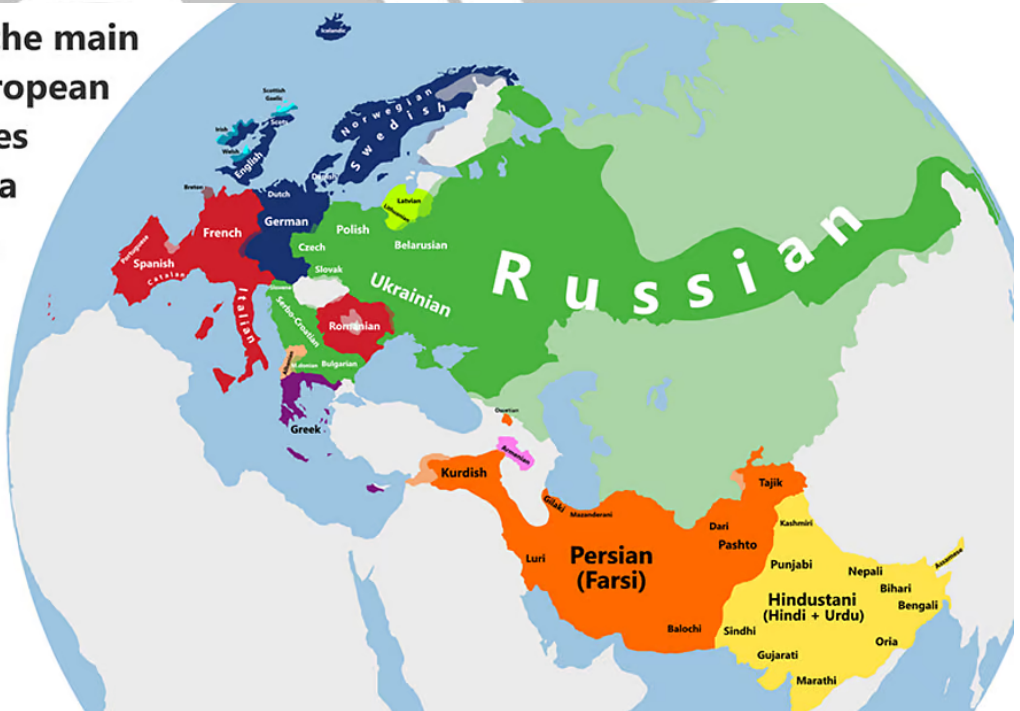 he main
ropean
es
a
Icelandic
Scottish
Gaelic
Irish
Scots
Welsh
English
Norwegian
Swedish
Danish
Breton
Dutch
German
French
Portuguese
Spanish
Catalan
Italian
Latvian
Lithuanian
Polish
Belarusian
Czech
Slovak
Ukrainian
Russian
Slovene
Serbo-Croatian
Romanian
Albanian
Bulgarian
Greek
Ossetian
Armenian
Kurdish
Gilaki
Mazanderani
Luri
Persian
(Farsi)
Balochi
Dari
Pashto
Tajik
Kashmiri
Punjabi
Nepali
Bihari
Bengali
Assamese
Hindustani
(Hindi + Urdu)
Sindhi
Gujarati
Oria
Marathi